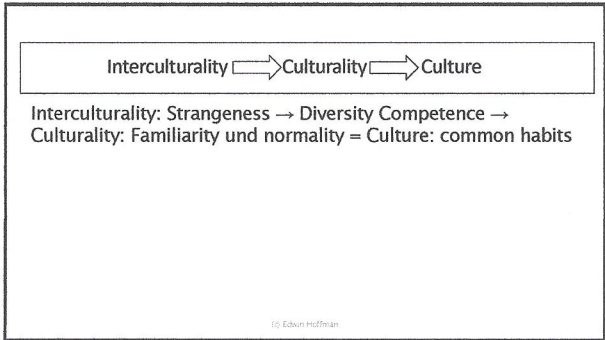 Interculturality ⇨ Culturality ⇨ Culture
Interculturality: Strangeness → Diversity Competence →
Culturality: Familiarity und normality = Culture: common habits
(c) Edwin Hoffman